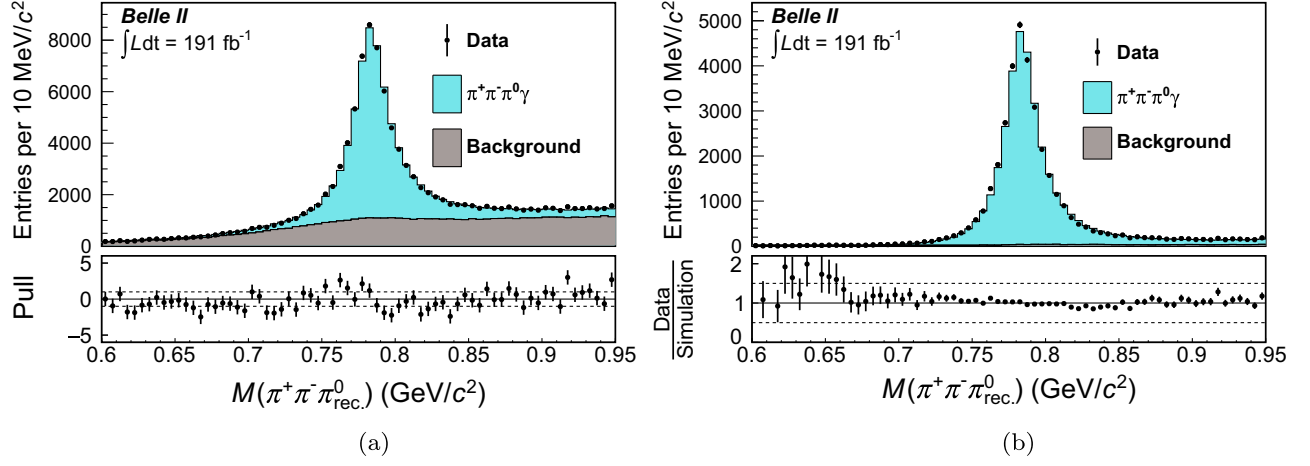 Belle II
∫Ldt = 191 fb⁻¹
Data
π⁺π⁻π⁰γ
Background
Entries per 10 MeV/c²
8000
6000
4000
2000
0
Pull
5
0
−5
0.6 0.65 0.7 0.75 0.8 0.85 0.9 0.95
M(π⁺π⁻π⁰rec.) (GeV/c²)
(a)
Belle II
∫Ldt = 191 fb⁻¹
Data
π⁺π⁻π⁰γ
Background
Entries per 10 MeV/c²
5000
4000
3000
2000
1000
0
Data
Simulation
2
1
0
0.6 0.65 0.7 0.75 0.8 0.85 0.9 0.95
M(π⁺π⁻π⁰rec.) (GeV/c²)
(b)